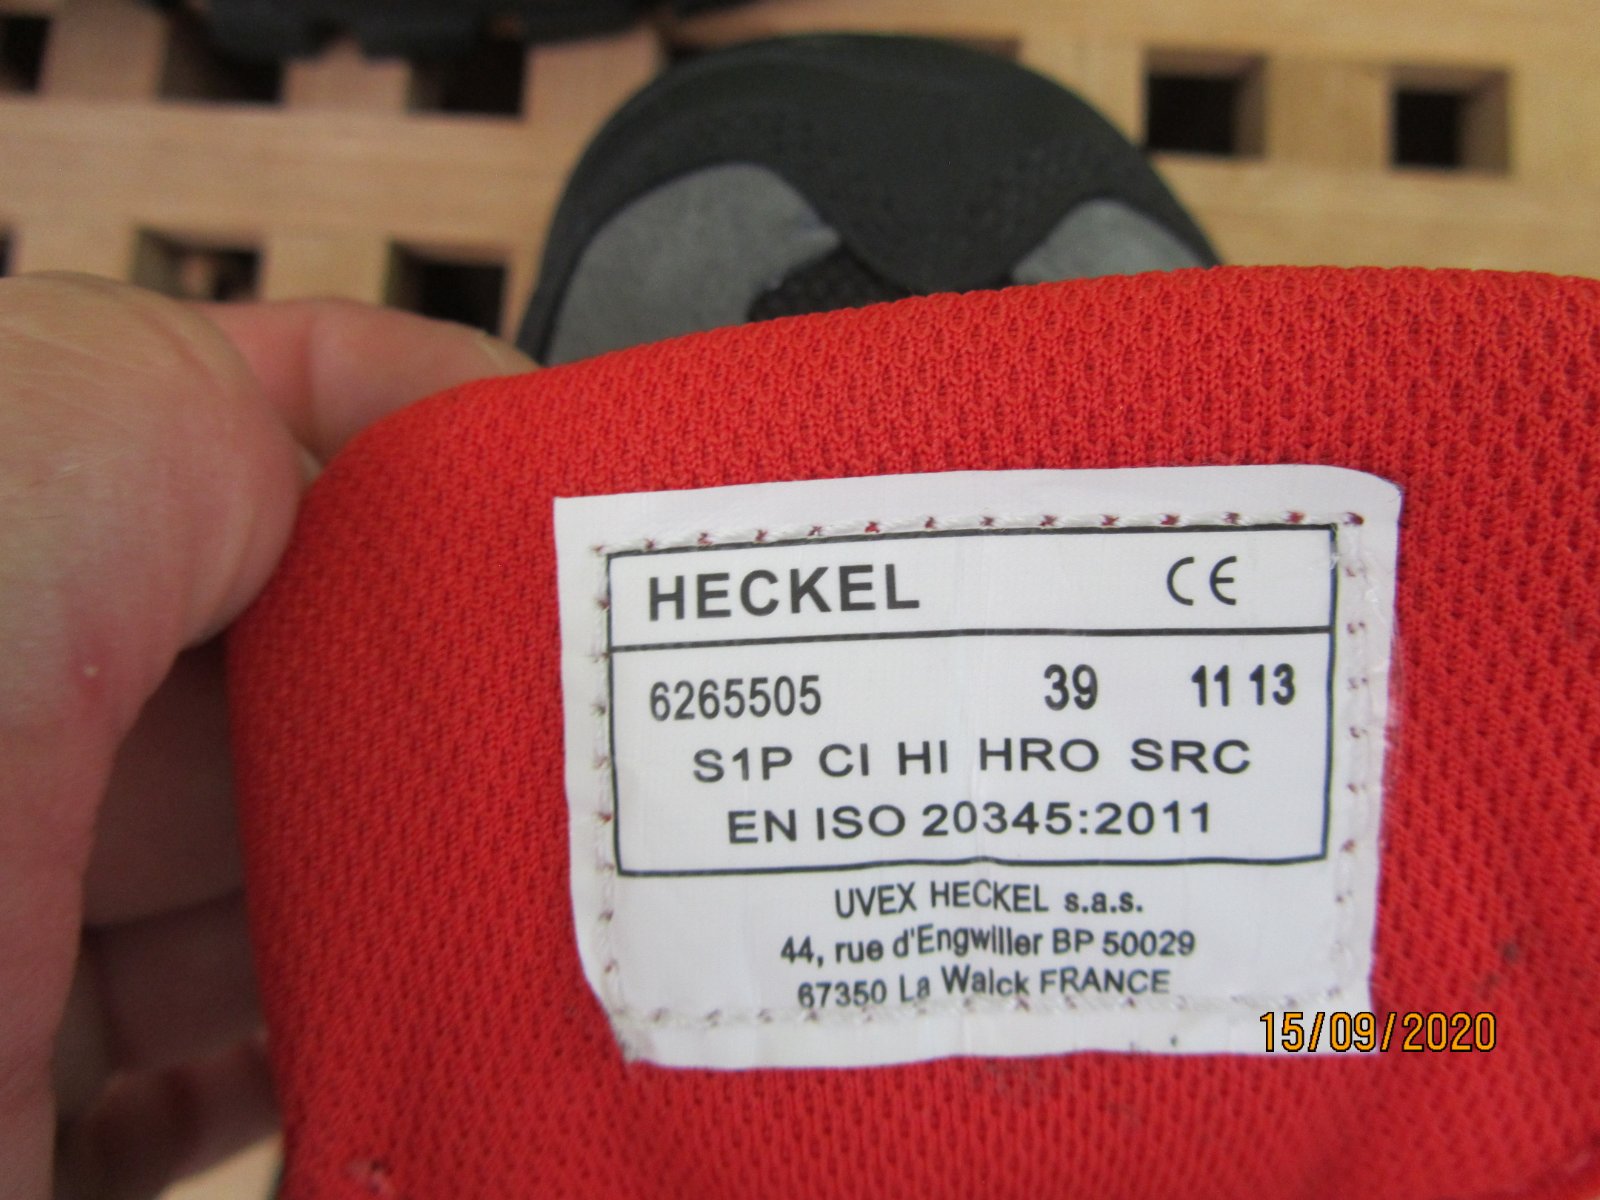 HECKEL CE
6265505 39 11 13
S1P CI HI HRO SRC
EN ISO 20345:2011
UVEX HECKEL s.a.s.
44, rue d'Engwiller BP 50029
67350 La Walck FRANCE
15/09/2020